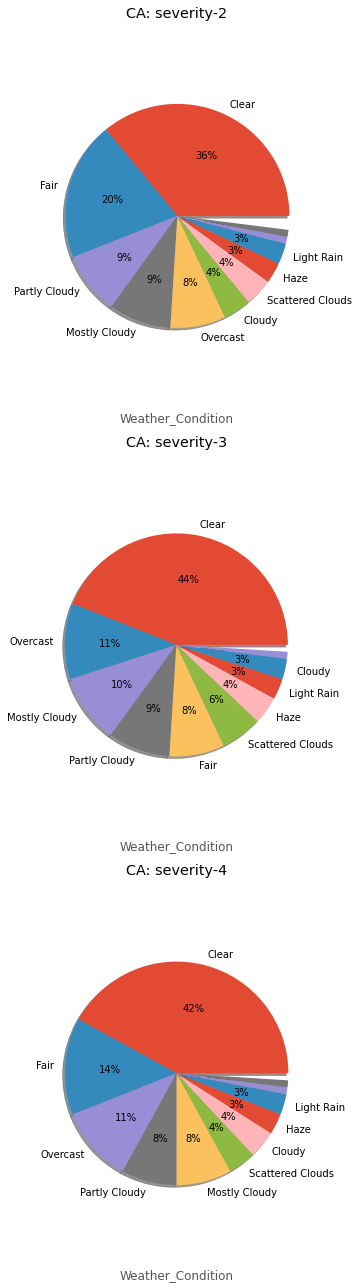 CA: severity-2
Clear
36%
Fair
20%
3%
3%
Light Rain
9%
4%
Haze
9%
8%
4%
Partly Cloudy
Scattered Clouds
Mostly Cloudy
Cloudy
Overcast
Weather_Condition
CA: severity-3
Clear
44%
Overcast
11%
3%
3%
Cloudy
10%
4%
Light Rain
9%
8%
6%
Mostly Cloudy
Haze
Scattered Clouds
Partly Cloudy
Fair
Weather_Condition
CA: severity-4
Clear
42%
Fair
14%
3%
3%
Light Rain
11%
4%
4%
Haze
8%
8%
Cloudy
Overcast
Scattered Clouds
Partly Cloudy
Mostly Cloudy
Weather_Condition